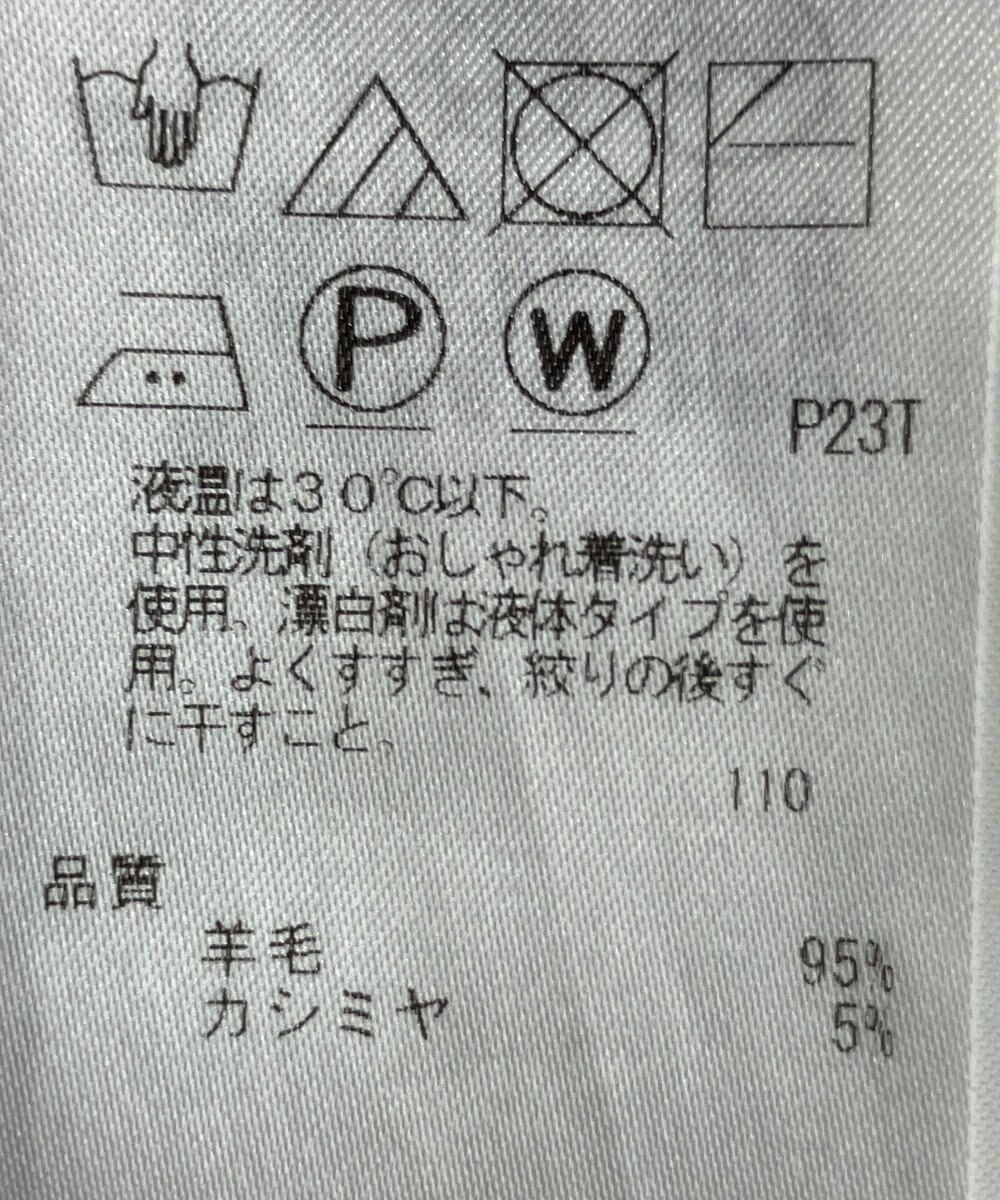 P W
P23T
液温は30℃以下。
中性洗剤（おしゃれ着洗い）を
使用、漂白剤は液体タイプを使
用。よくすすぎ、絞りの後すぐ
に干すこと。
110
品質
羊毛 95%
カシミヤ 5%